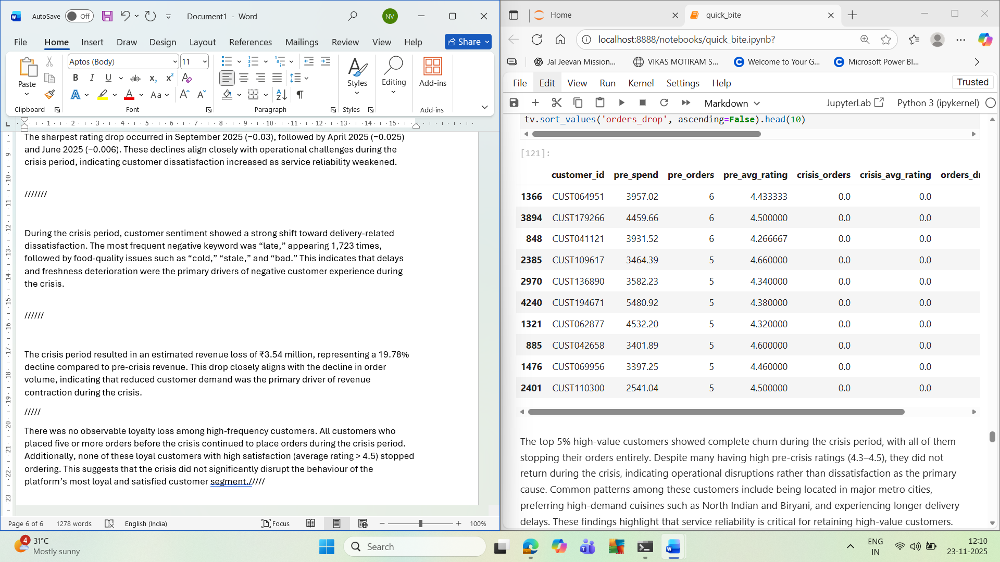 AutoSave Off Document1 - Word NV
File Home Insert Draw Design Layout References Mailings Review View Help Share
Aptos (Body) 11
Paste
Styles
Editing
Add-ins
Clipboard Font Paragraph Styles Add-ins
1 2 3 4 5 6 7 8 9 10 11 12 13 14 15
The sharpest rating drop occurred in September 2025 (−0.03), followed by April 2025 (−0.025)
and June 2025 (−0.006). These declines align closely with operational challenges during the
crisis period, indicating customer dissatisfaction increased as service reliability weakened.
///////
During the crisis period, customer sentiment showed a strong shift toward delivery-related
dissatisfaction. The most frequent negative keyword was “late,” appearing 1,723 times,
followed by food-quality issues such as “cold,” “stale,” and “bad.” This indicates that delays
and freshness deterioration were the primary drivers of negative customer experience during
the crisis.
//////
The crisis period resulted in an estimated revenue loss of ₹3.54 million, representing a 19.78%
decline compared to pre-crisis revenue. This drop closely aligns with the decline in order
volume, indicating that reduced customer demand was the primary driver of revenue
contraction during the crisis.
/////
There was no observable loyalty loss among high-frequency customers. All customers who
placed five or more orders before the crisis continued to place orders during the crisis period.
Additionally, none of these loyal customers with high satisfaction (average rating > 4.5) stopped
ordering. This suggests that the crisis did not significantly disrupt the behaviour of the
platform’s most loyal and satisfied customer segment./////
Page 6 of 6 1278 words English (India) Focus 100%
Home quick_bite
localhost:8888/notebooks/quick_bite.ipynb?
Jal Jeevan Mission... VIKAS MOTIRAM S... Welcome to Your G... Microsoft Power BI...
File Edit View Run Kernel Settings Help Trusted
Markdown JupyterLab Python 3 (ipykernel)
tv.sort_values('orders_drop', ascending=False).head(10)
[121]:
customer_id pre_spend pre_orders pre_avg_rating crisis_orders crisis_avg_rating orders_dr
1366 CUST064951 3957.02 6 4.433333 0.0 0.0
3894 CUST179266 4459.66 6 4.500000 0.0 0.0
848 CUST041121 3931.52 6 4.266667 0.0 0.0
2385 CUST109617 3464.39 5 4.660000 0.0 0.0
2970 CUST136890 3582.23 5 4.340000 0.0 0.0
4240 CUST194671 5480.92 5 4.380000 0.0 0.0
1321 CUST062877 4532.20 5 4.320000 0.0 0.0
885 CUST042658 3401.89 5 4.600000 0.0 0.0
1476 CUST069956 3397.25 5 4.460000 0.0 0.0
2401 CUST110300 2541.04 5 4.500000 0.0 0.0
The top 5% high-value customers showed complete churn during the crisis period, with all of them
stopping their orders entirely. Despite many having high pre-crisis ratings (4.3–4.5), they did not
return during the crisis, indicating operational disruptions rather than dissatisfaction as the primary
cause. Common patterns among these customers include being located in major metro cities,
preferring high-demand cuisines such as North Indian and Biryani, and experiencing longer delivery
delays. These findings highlight that service reliability is critical for retaining high-value customers.
4 31°C
Mostly sunny
Search
ENG
IN
12:10
23-11-2025